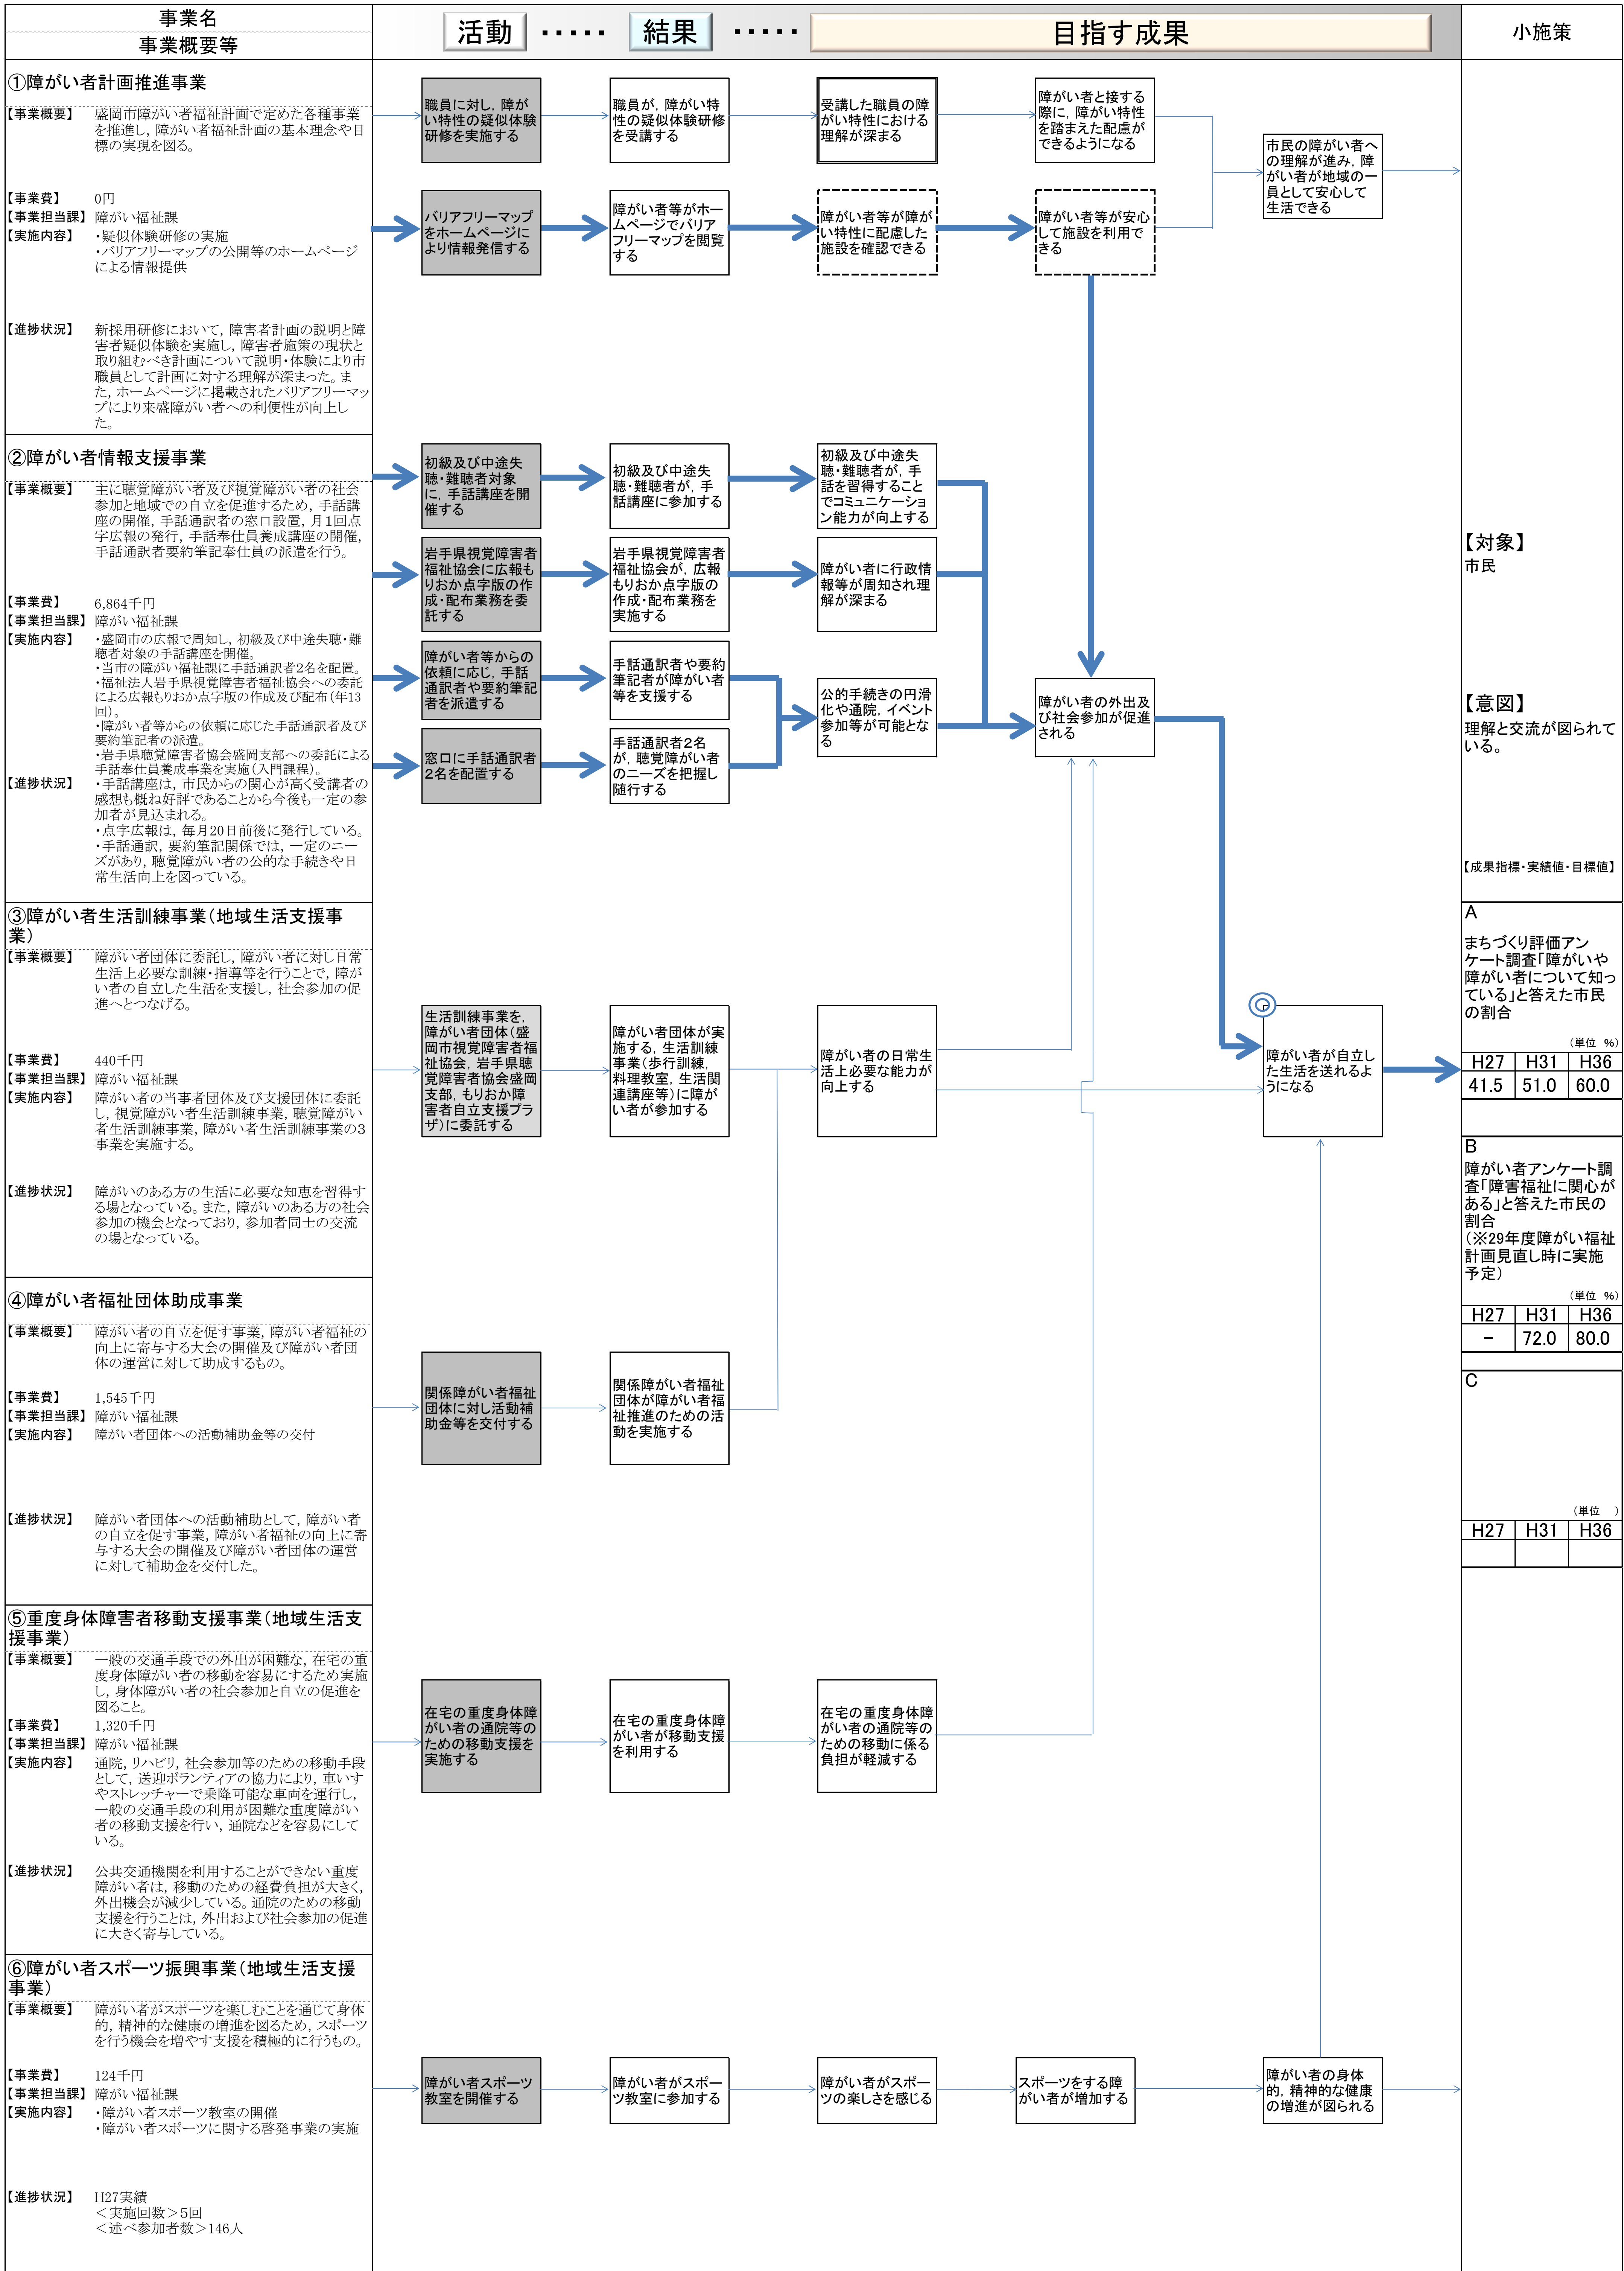 事業名
事業概要等
活動 ・・・・・ 結果 ・・・・・ 目指す成果
小施策
①障がい者計画推進事業
【事業概要】 盛岡市障がい者福祉計画で定めた各種事業
を推進し，障がい者福祉計画の基本理念や目
標の実現を図る。
【事業費】 0円
【事業担当課】 障がい福祉課
【実施内容】 ・疑似体験研修の実施
・バリアフリーマップの公開等のホームページ
による情報提供
【進捗状況】 新採用研修において，障害者計画の説明と障
害者疑似体験を実施し，障害者施策の現状と
取り組むべき計画について説明・体験により市
職員として計画に対する理解が深まった。ま
た，ホームページに掲載されたバリアフリーマッ
プにより来盛障がい者への利便性が向上し
た。
職員に対し，障が
い特性の疑似体験
研修を実施する
職員が，障がい特
性の疑似体験研修
を受講する
受講した職員の障
がい特性における
理解が深まる
障がい者と接する
際に，障がい特性
を踏まえた配慮が
できるようになる
市民の障がい者へ
の理解が進み，障
がい者が地域の一
員として安心して
生活できる
バリアフリーマップ
をホームページに
より情報発信する
障がい者等がホー
ムページでバリア
フリーマップを閲覧
する
障がい者等が障が
い特性に配慮した
施設を確認できる
障がい者等が安心
して施設を利用で
きる
②障がい者情報支援事業
【事業概要】 主に聴覚障がい者及び視覚障がい者の社会
参加と地域での自立を促進するため，手話講
座の開催，手話通訳者の窓口設置，月１回点
字広報の発行，手話奉仕員養成講座の開催，
手話通訳者要約筆記奉仕員の派遣を行う。
【事業費】 6,864千円
【事業担当課】 障がい福祉課
【実施内容】 ・盛岡市の広報で周知し，初級及び中途失聴・難
聴者対象の手話講座を開催。
・当市の障がい福祉課に手話通訳者2名を配置。
・福祉法人岩手県視覚障害者福祉協会への委託
による広報もりおか点字版の作成及び配布（年13
回）。
・障がい者等からの依頼に応じた手話通訳者及び
要約筆記者の派遣。
・岩手県聴覚障害者協会盛岡支部への委託による
手話奉仕員養成事業を実施（入門課程）。
【進捗状況】 ・手話講座は，市民からの関心が高く受講者の
感想も概ね好評であることから今後も一定の参
加者が見込まれる。
・点字広報は，毎月20日前後に発行している。
・手話通訳，要約筆記関係では，一定のニー
ズがあり，聴覚障がい者の公的な手続きや日
常生活向上を図っている。
初級及び中途失
聴・難聴者対象
に，手話講座を開
催する
初級及び中途失
聴・難聴者が，手
話講座に参加する
初級及び中途失
聴・難聴者が，手
話を習得すること
でコミュニケーショ
ン能力が向上する
岩手県視覚障害者
福祉協会に広報も
りおか点字版の作
成・配布業務を委
託する
岩手県視覚障害者
福祉協会が，広報
もりおか点字版の
作成・配布業務を
実施する
障がい者に行政情
報等が周知され理
解が深まる
障がい者等からの
依頼に応じ，手話
通訳者や要約筆記
者を派遣する
手話通訳者や要約
筆記者が障がい者
等を支援する
公的手続きの円滑
化や通院，イベント
参加等が可能とな
る
障がい者の外出及
び社会参加が促進
される
窓口に手話通訳者
2名を配置する
手話通訳者２名
が，聴覚障がい者
のニーズを把握し
随行する
【対象】
市民
【意図】
理解と交流が図られて
いる。
【成果指標・実績値・目標値】
③障がい者生活訓練事業（地域生活支援事
業）
【事業概要】 障がい者団体に委託し，障がい者に対し日常
生活上必要な訓練・指導等を行うことで，障が
い者の自立した生活を支援し，社会参加の促
進へとつなげる。
【事業費】 440千円
【事業担当課】 障がい福祉課
【実施内容】 障がい者の当事者団体及び支援団体に委託
し，視覚障がい者生活訓練事業，聴覚障がい
者生活訓練事業，障がい者生活訓練事業の３
事業を実施する。
【進捗状況】 障がいのある方の生活に必要な知恵を習得す
る場となっている。また，障がいのある方の社会
参加の機会となっており，参加者同士の交流
の場となっている。
生活訓練事業を，
障がい者団体（盛
岡市視覚障害者福
祉協会，岩手県聴
覚障害者協会盛岡
支部，もりおか障
害者自立支援プラ
ザ）に委託する
障がい者団体が実
施する，生活訓練
事業（歩行訓練，
料理教室，生活関
連講座等）に障が
い者が参加する
障がい者の日常生
活上必要な能力が
向上する
障がい者が自立し
た生活を送れるよ
うになる
A
まちづくり評価アン
ケート調査「障がいや
障がい者について知っ
ている」と答えた市民
の割合
（単位 ％）
H27 H31 H36
41.5 51.0 60.0
B
障がい者アンケート調
査「障害福祉に関心が
ある」と答えた市民の
割合
（※29年度障がい福祉
計画見直し時に実施
予定）
（単位 ％）
H27 H31 H36
－ 72.0 80.0
C
（単位 ）
H27 H31 H36
④障がい者福祉団体助成事業
【事業概要】 障がい者の自立を促す事業，障がい者福祉の
向上に寄与する大会の開催及び障がい者団
体の運営に対して助成するもの。
【事業費】 1,545千円
【事業担当課】 障がい福祉課
【実施内容】 障がい者団体への活動補助金等の交付
【進捗状況】 障がい者団体への活動補助として，障がい者
の自立を促す事業，障がい者福祉の向上に寄
与する大会の開催及び障がい者団体の運営
に対して補助金を交付した。
関係障がい者福祉
団体に対し活動補
助金等を交付する
関係障がい者福祉
団体が障がい者福
祉推進のための活
動を実施する
⑤重度身体障害者移動支援事業（地域生活支
援事業）
【事業概要】 一般の交通手段での外出が困難な，在宅の重
度身体障がい者の移動を容易にするため実施
し，身体障がい者の社会参加と自立の促進を
図ること。
【事業費】 1,320千円
【事業担当課】 障がい福祉課
【実施内容】 通院，リハビリ，社会参加等のための移動手段
として，送迎ボランティアの協力により，車いす
やストレッチャーで乗降可能な車両を運行し，
一般の交通手段の利用が困難な重度障がい
者の移動支援を行い，通院などを容易にして
いる。
【進捗状況】 公共交通機関を利用することができない重度
障がい者は，移動のための経費負担が大きく，
外出機会が減少している。通院のための移動
支援を行うことは，外出および社会参加の促進
に大きく寄与している。
在宅の重度身体障
がい者の通院等の
ための移動支援を
実施する
在宅の重度身体障
がい者が移動支援
を利用する
在宅の重度身体障
がい者の通院等の
ための移動に係る
負担が軽減する
⑥障がい者スポーツ振興事業（地域生活支援
事業）
【事業概要】 障がい者がスポーツを楽しむことを通じて身体
的，精神的な健康の増進を図るため，スポーツ
を行う機会を増やす支援を積極的に行うもの。
【事業費】 124千円
【事業担当課】 障がい福祉課
【実施内容】 ・障がい者スポーツ教室の開催
・障がい者スポーツに関する啓発事業の実施
【進捗状況】 H27実績
＜実施回数＞5回
＜述べ参加者数＞146人
障がい者スポーツ
教室を開催する
障がい者がスポー
ツ教室に参加する
障がい者がスポー
ツの楽しさを感じる
スポーツをする障
がい者が増加する
障がい者の身体
的，精神的な健康
の増進が図られる